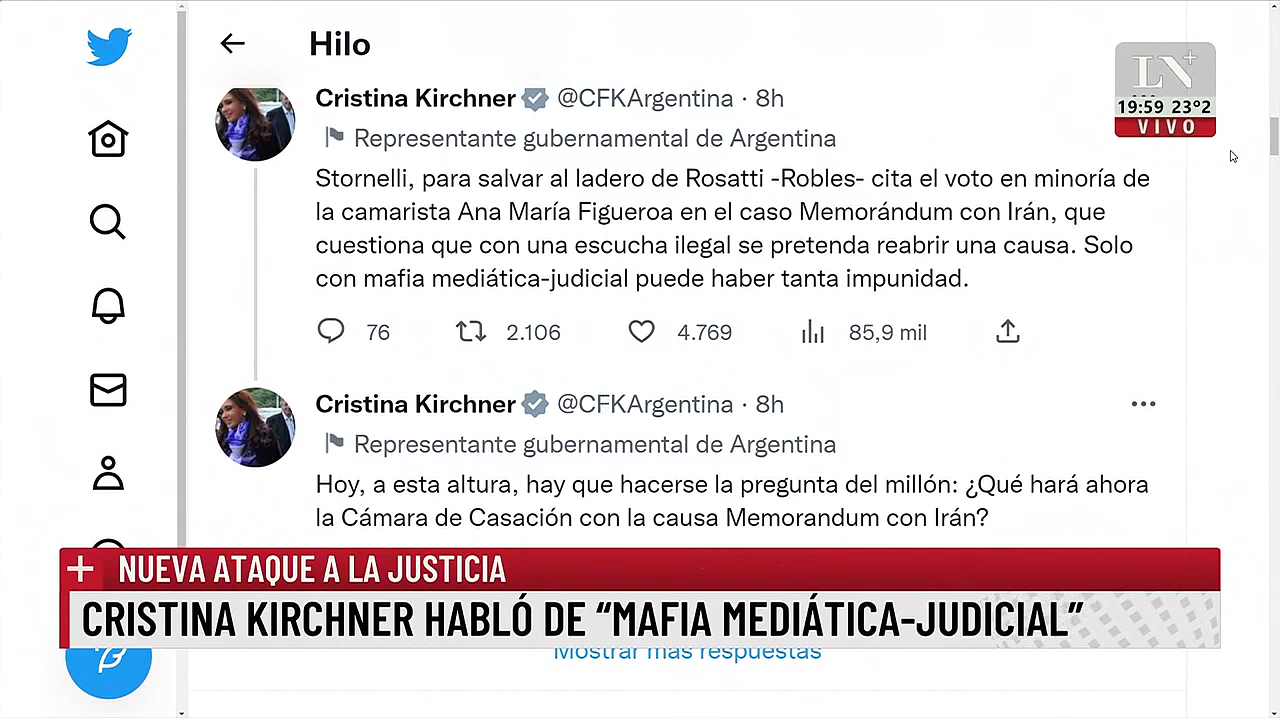 Hilo
LN+
19:59 23º2
VIVO
Cristina Kirchner @CFKArgentina · 8h
Representante gubernamental de Argentina
Stornelli, para salvar al ladero de Rosatti -Robles- cita el voto en minoría de
la camarista Ana María Figueroa en el caso Memorándum con Irán, que
cuestiona que con una escucha ilegal se pretenda reabrir una causa. Solo
con mafia mediática-judicial puede haber tanta impunidad.
76 2.106 4.769 85,9 mil
Cristina Kirchner @CFKArgentina · 8h
Representante gubernamental de Argentina
Hoy, a esta altura, hay que hacerse la pregunta del millón: ¿Qué hará ahora
la Cámara de Casación con la causa Memorandum con Irán?
+ NUEVA ATAQUE A LA JUSTICIA
CRISTINA KIRCHNER HABLÓ DE “MAFIA MEDIÁTICA-JUDICIAL”
Mostrar más respuestas